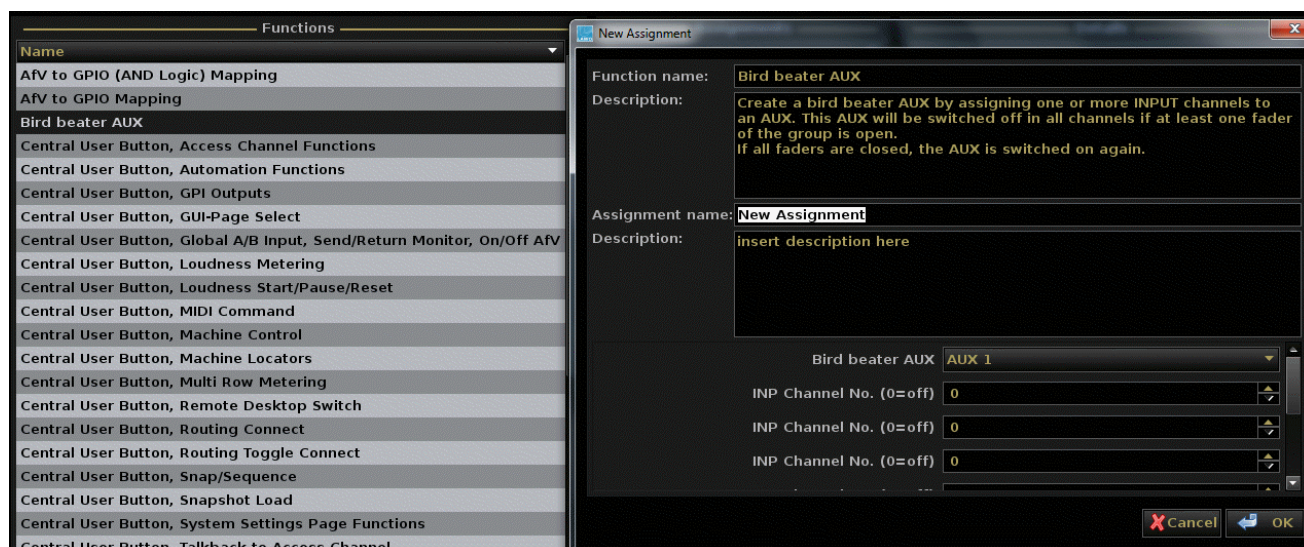 Functions
Name
AfV to GPIO (AND Logic) Mapping
AfV to GPIO Mapping
Bird beater AUX
Central User Button, Access Channel Functions
Central User Button, Automation Functions
Central User Button, GPI Outputs
Central User Button, GUI-Page Select
Central User Button, Global A/B Input, Send/Return Monitor, On/Off AfV
Central User Button, Loudness Metering
Central User Button, Loudness Start/Pause/Reset
Central User Button, MIDI Command
Central User Button, Machine Control
Central User Button, Machine Locators
Central User Button, Multi Row Metering
Central User Button, Remote Desktop Switch
Central User Button, Routing Connect
Central User Button, Routing Toggle Connect
Central User Button, Snap/Sequence
Central User Button, Snapshot Load
Central User Button, System Settings Page Functions
Central User Button, Talkback to Access Channel
New Assignment
Function name: Bird beater AUX
Description: Create a bird beater AUX by assigning one or more INPUT channels to
an AUX. This AUX will be switched off in all channels if at least one fader
of the group is open.
If all faders are closed, the AUX is switched on again.
Assignment name: New Assignment
Description: insert description here
Bird beater AUX AUX 1
INP Channel No. (0=off) 0
INP Channel No. (0=off) 0
INP Channel No. (0=off) 0
Cancel OK